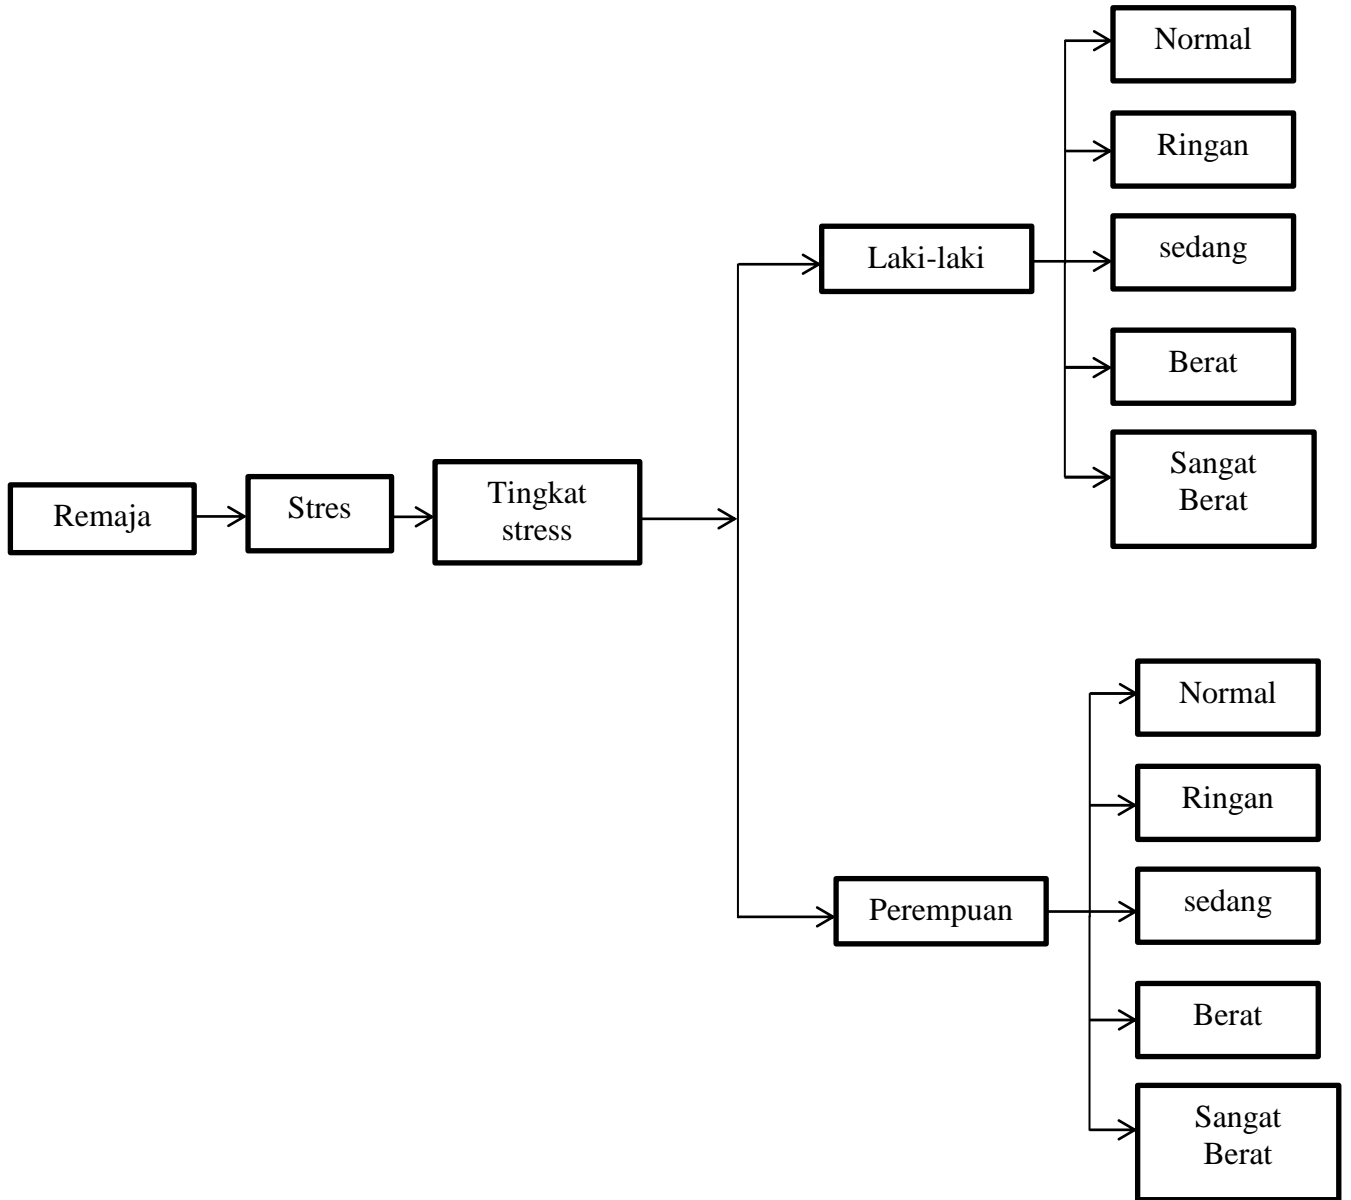 Remaja
Stres
Tingkat
stress
Laki-laki
Normal
Ringan
sedang
Berat
Sangat
Berat
Perempuan
Normal
Ringan
sedang
Berat
Sangat
Berat